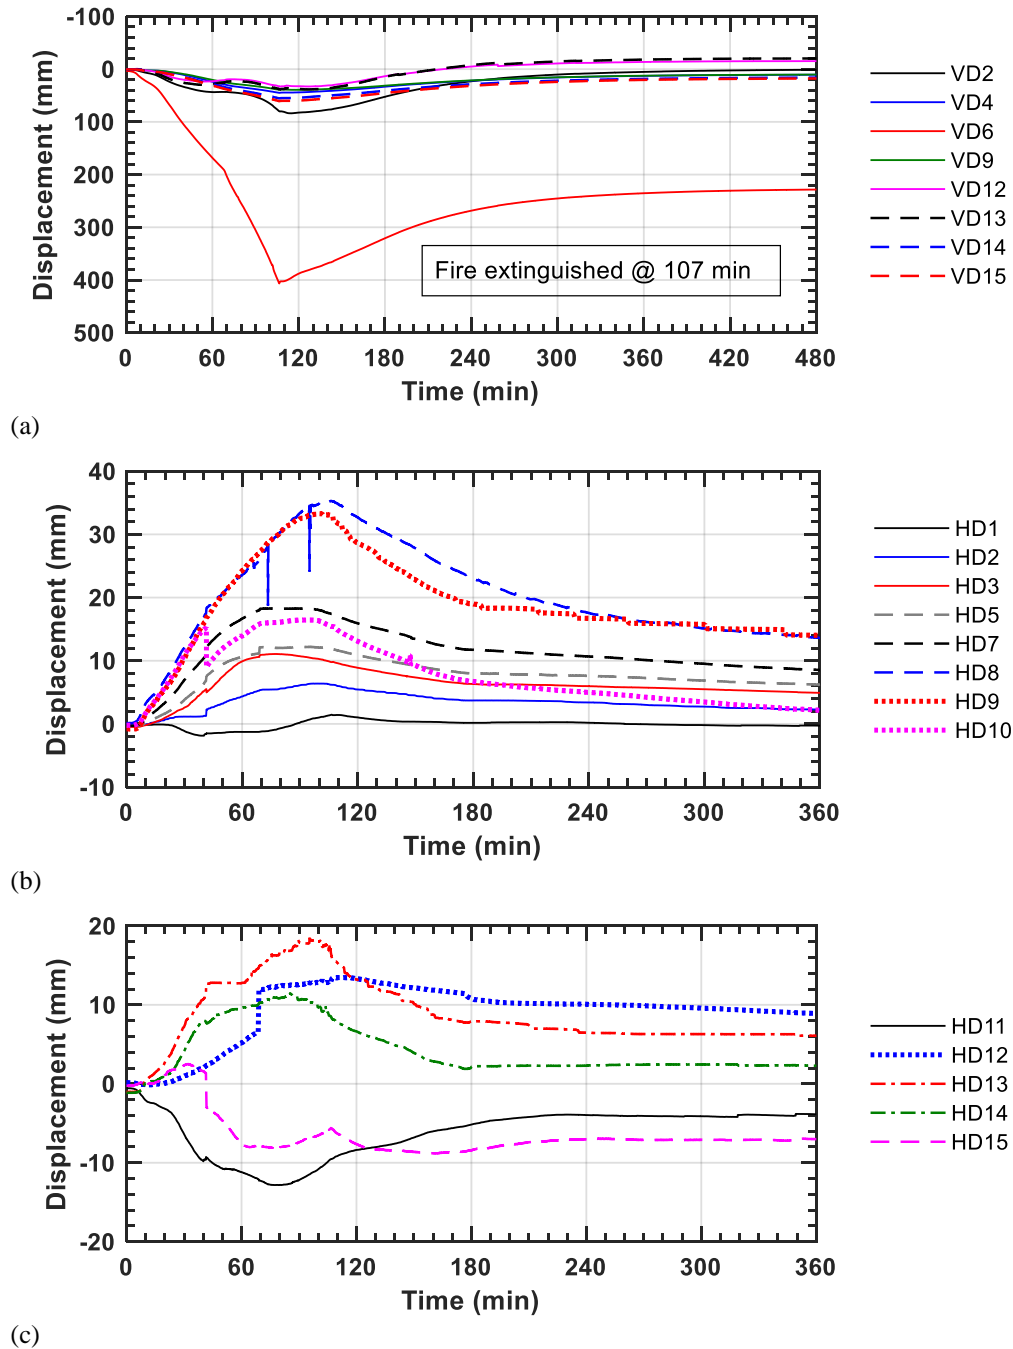 -100
0
100
200
300
400
500
Displacement (mm)
0 60 120 180 240 300 360 420 480
Time (min)
Fire extinguished @ 107 min
VD2
VD4
VD6
VD9
VD12
VD13
VD14
VD15
(a)
40
30
20
10
0
-10
Displacement (mm)
0 60 120 180 240 300 360
Time (min)
HD1
HD2
HD3
HD5
HD7
HD8
HD9
HD10
(b)
20
10
0
-10
-20
Displacement (mm)
0 60 120 180 240 300 360
Time (min)
HD11
HD12
HD13
HD14
HD15
(c)